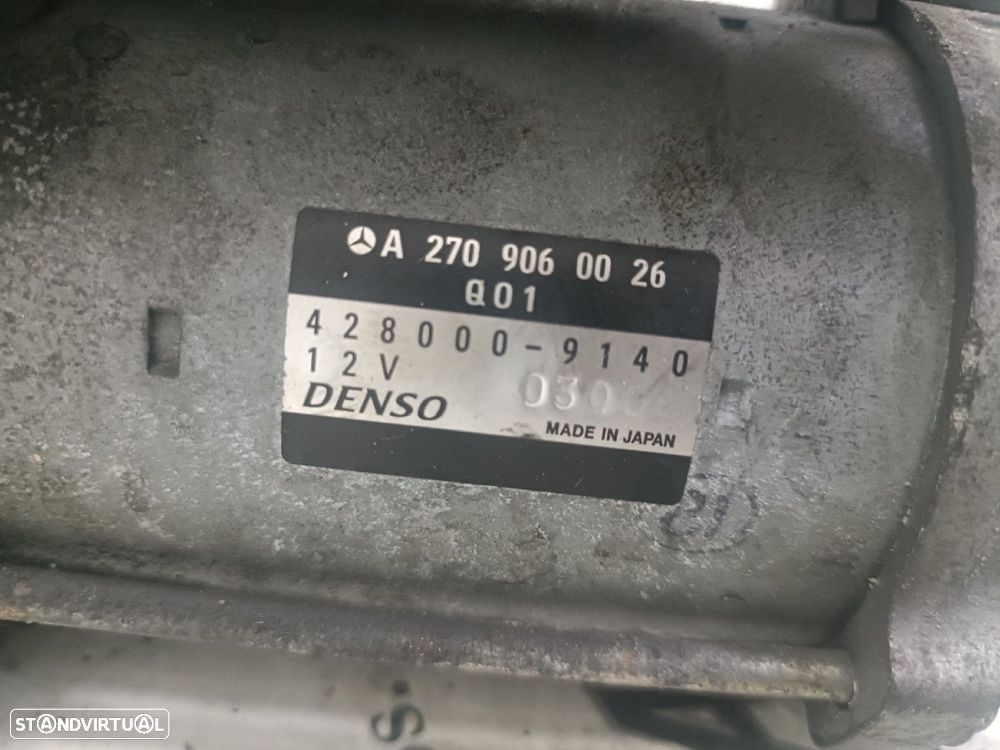 A 270 906 00 26
Q01
428000-9140
12V
DENSO
MADE IN JAPAN
STANDVIRTUAL